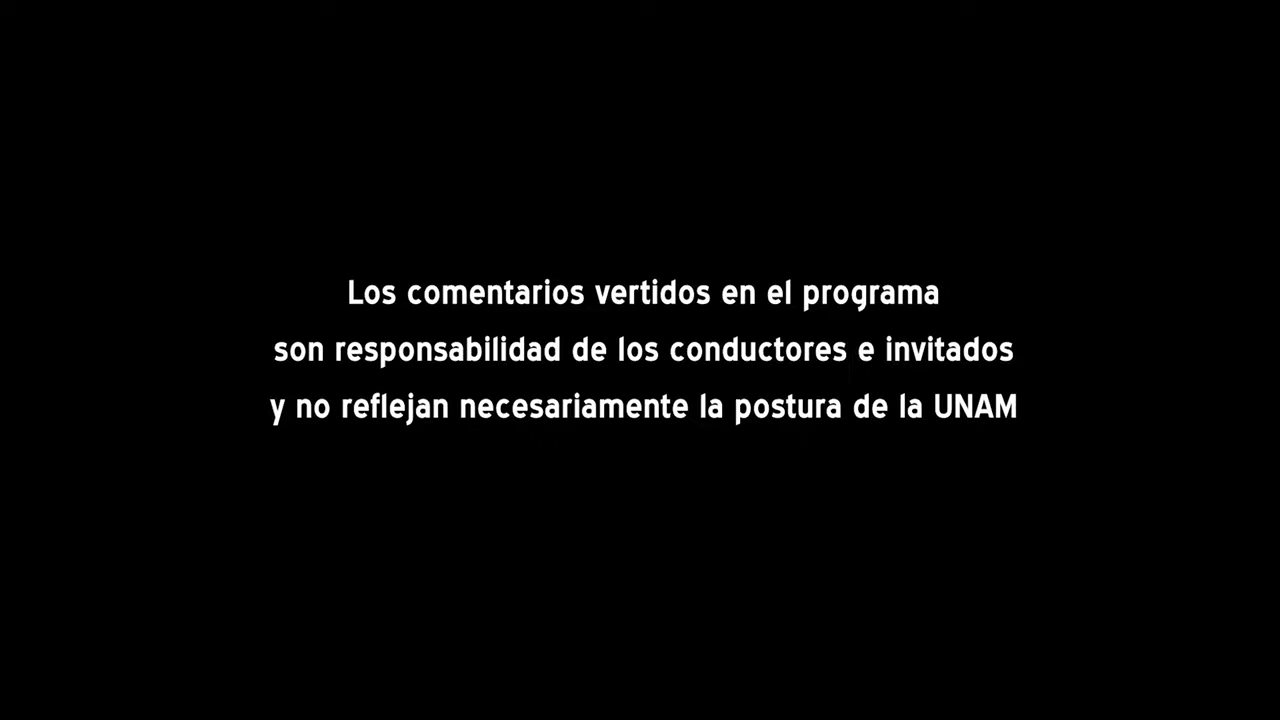 Los comentarios vertidos en el programa
son responsabilidad de los conductores e invitados
y no reflejan necesariamente la postura de la UNAM